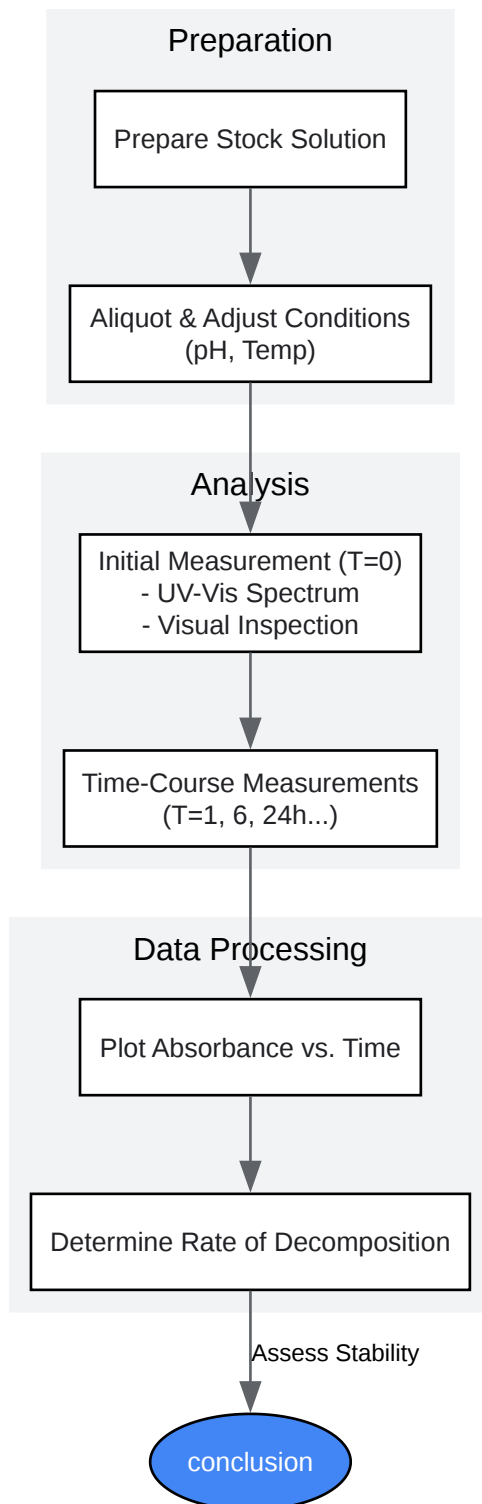 Preparation
Prepare Stock Solution
Aliquot & Adjust Conditions
(pH, Temp)
Analysis
Initial Measurement (T=0)
- UV-Vis Spectrum
- Visual Inspection
Time-Course Measurements
(T=1, 6, 24h...)
Data Processing
Plot Absorbance vs. Time
Determine Rate of Decomposition
Assess Stability
conclusion